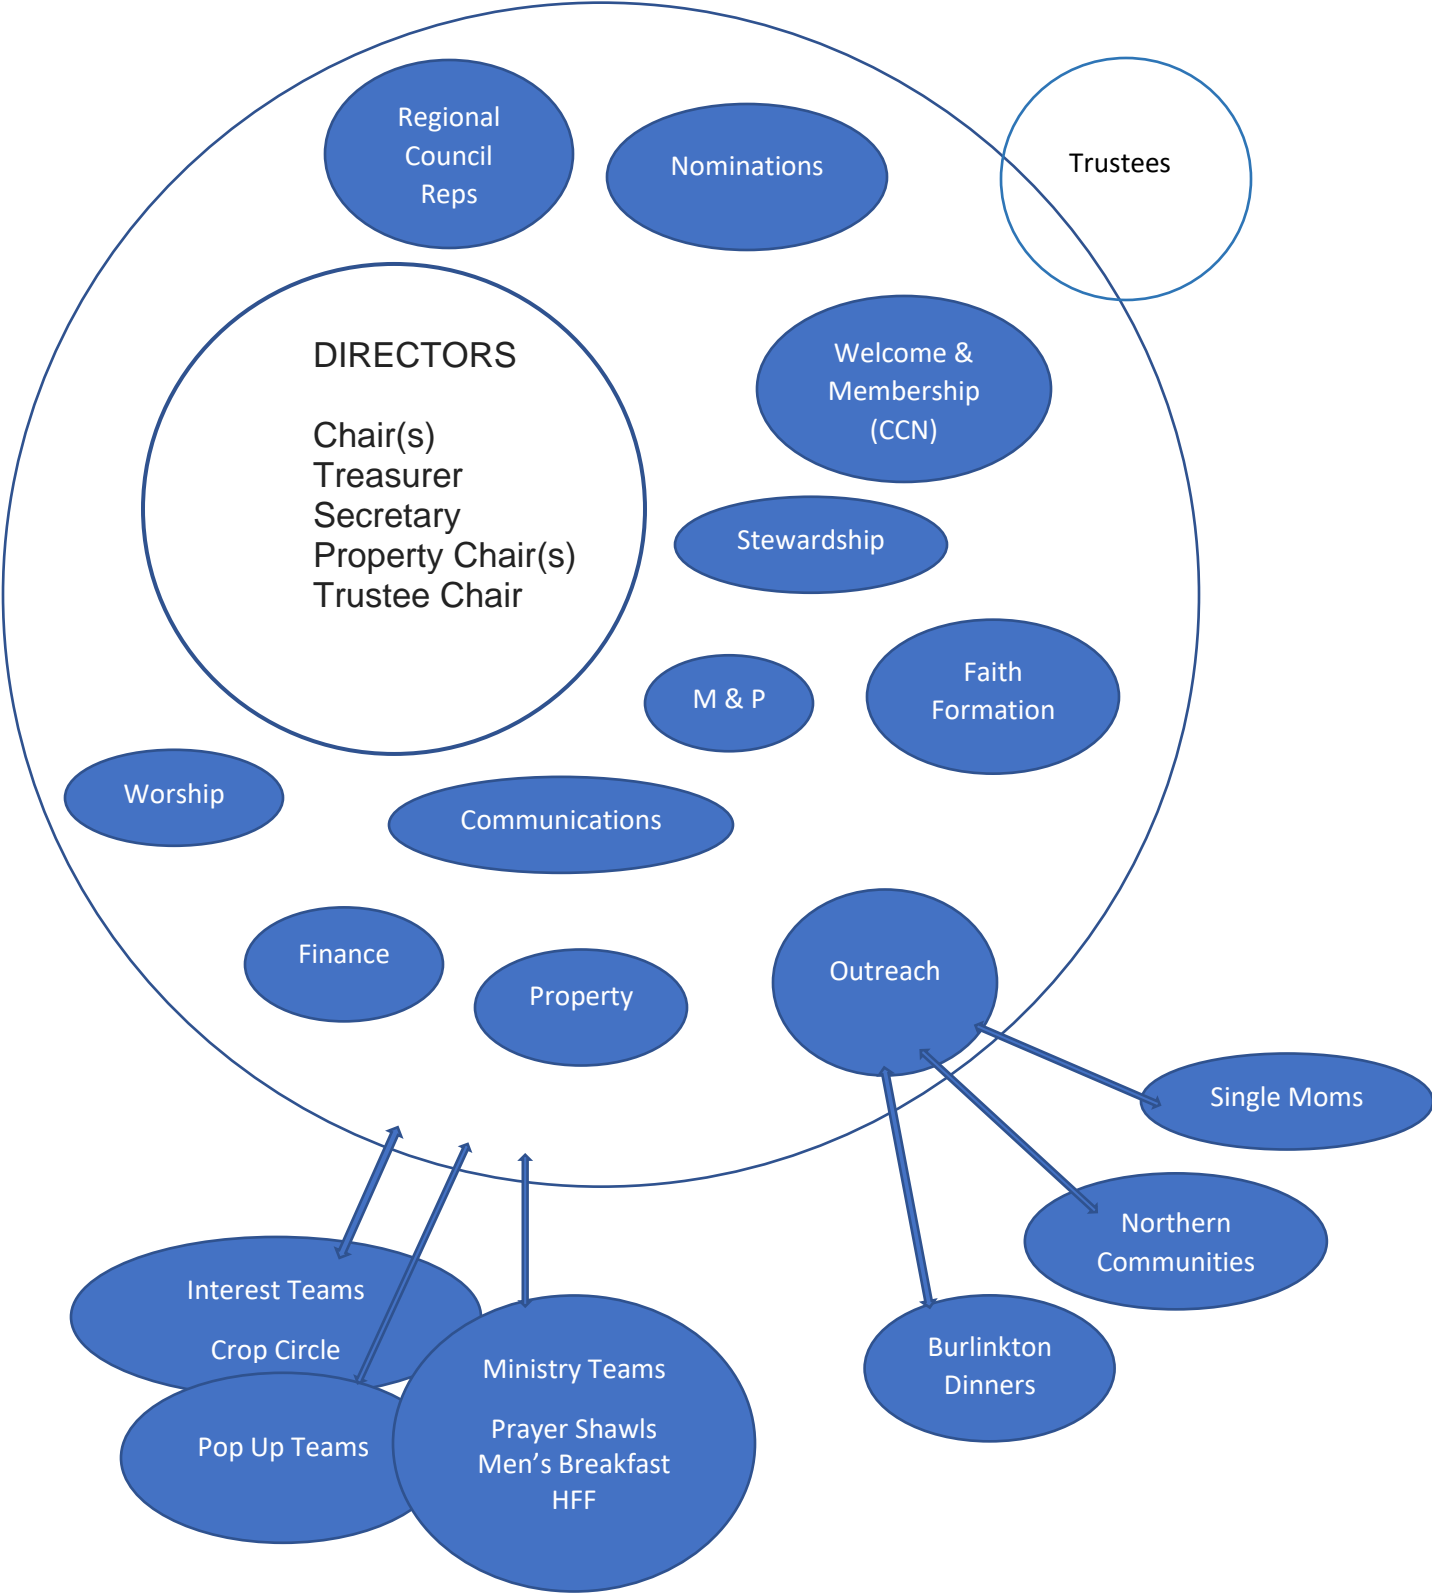 Regional
Council
Reps
Nominations
Trustees
DIRECTORS
Chair(s)
Treasurer
Secretary
Property Chair(s)
Trustee Chair
Welcome &
Membership
(CCN)
Stewardship
M & P
Faith
Formation
Worship
Communications
Finance
Property
Outreach
Single Moms
Northern
Communities
Burlinkton
Dinners
Interest Teams
Crop Circle
Pop Up Teams
Ministry Teams
Prayer Shawls
Men’s Breakfast
HFF